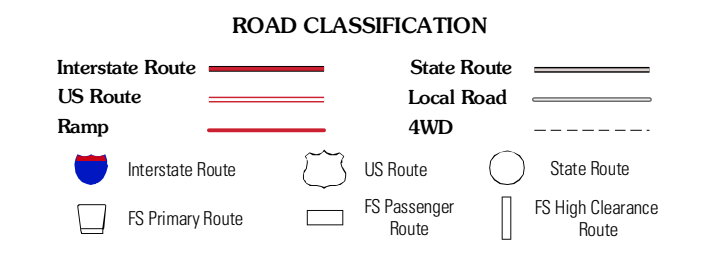 ROAD CLASSIFICATION
Interstate Route
State Route
US Route
Local Road
Ramp
4WD
Interstate Route
US Route
State Route
FS Primary Route
FS Passenger
Route
FS High Clearance
Route